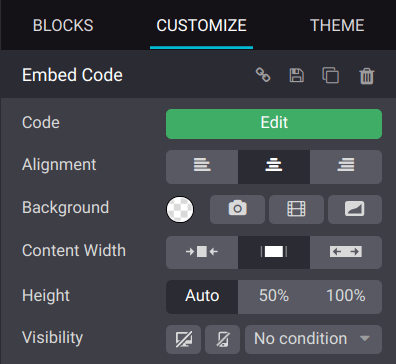 BLOCKS CUSTOMIZE THEME
Embed Code
Code Edit
Alignment
Background
Content Width
Height Auto 50% 100%
Visibility No condition